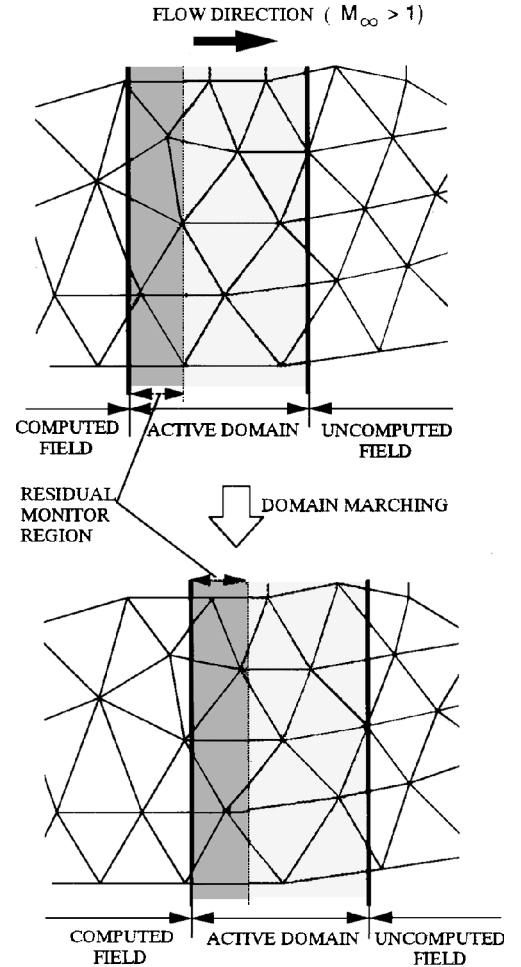 FLOW DIRECTION ( M∞ > 1)
COMPUTED
FIELD
ACTIVE DOMAIN
UNCOMPUTED
FIELD
RESIDUAL
MONITOR
REGION
DOMAIN MARCHING
COMPUTED
FIELD
ACTIVE DOMAIN
UNCOMPUTED
FIELD